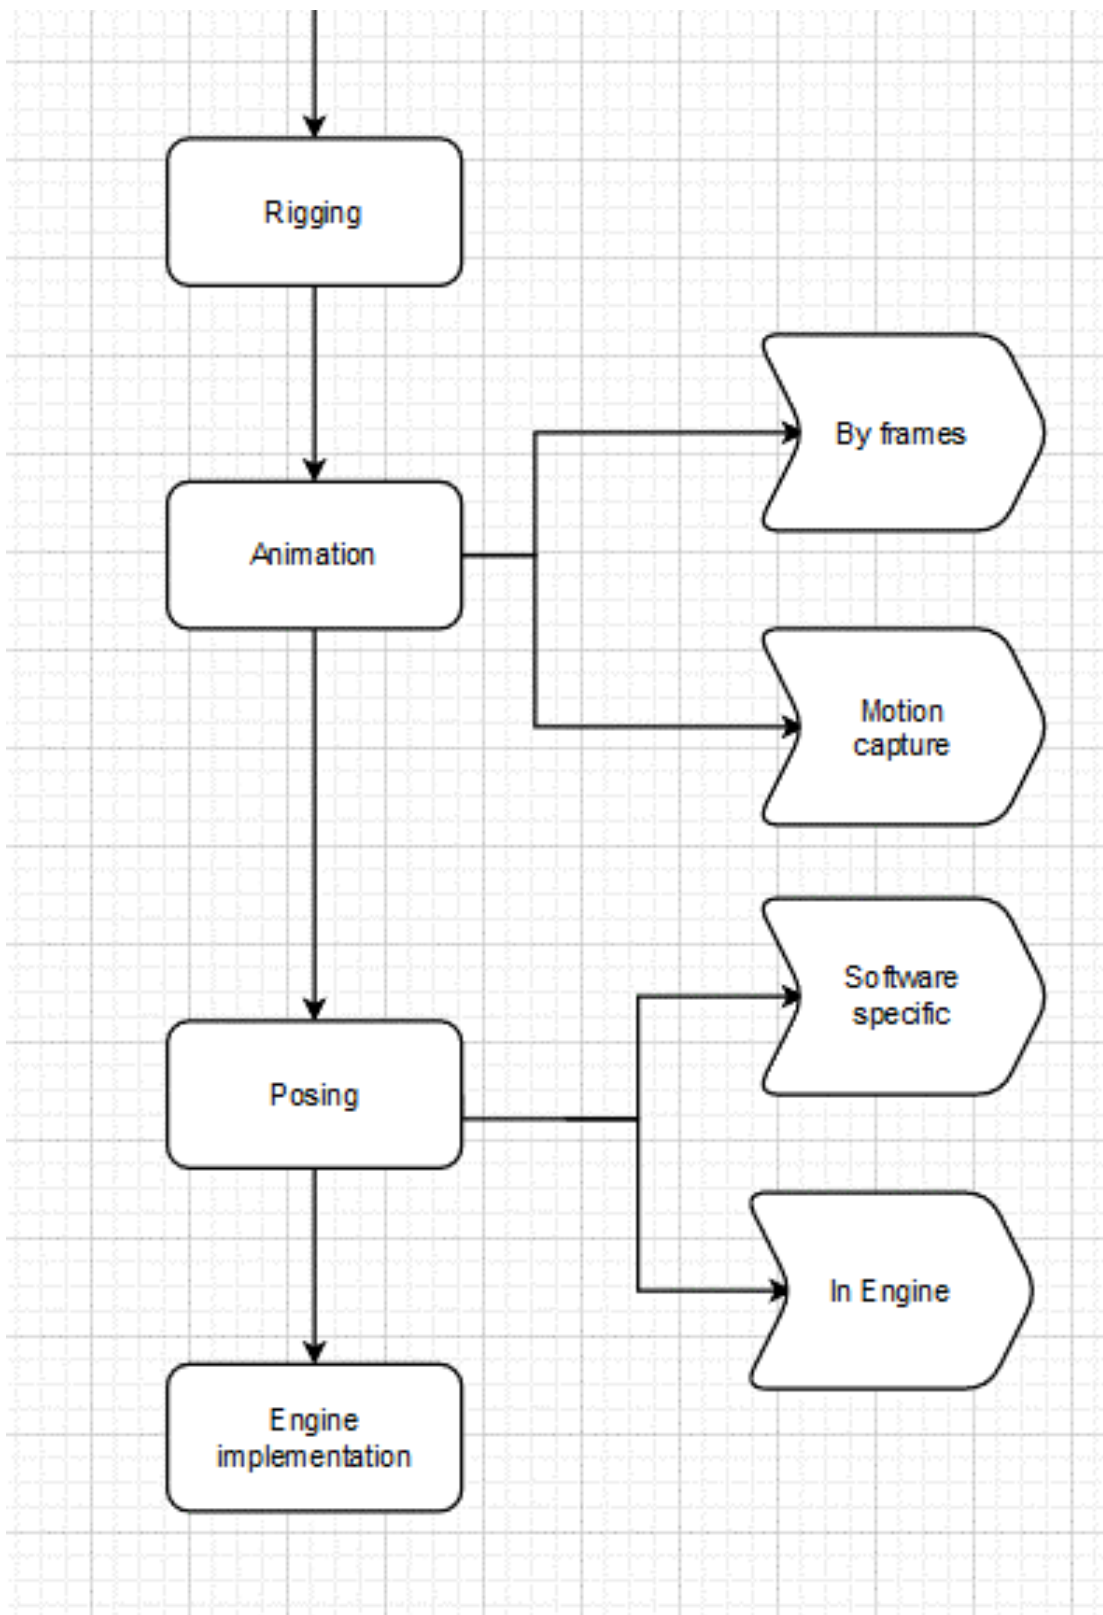 Rigging
By frames
Animation
Motion
capture
Software
specific
Posing
In Engine
Engine
implementation